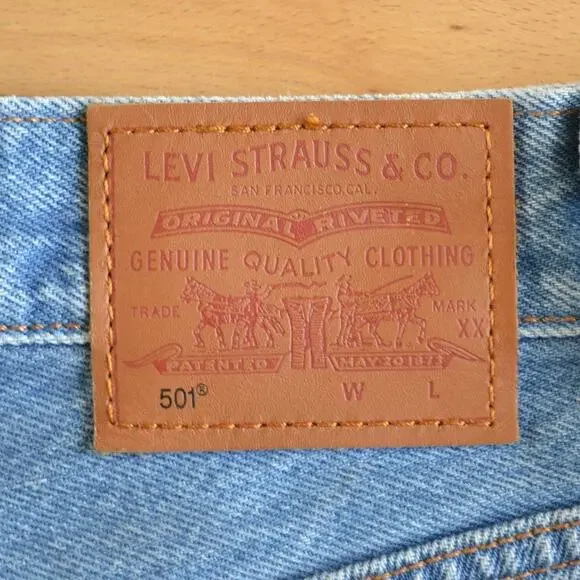 LEVI STRAUSS & CO.
SAN FRANCISCO, CAL.
ORIGINAL RIVETED
GENUINE QUALITY CLOTHING
TRADE MARK
XX
PATENTED MAY 20 1873
501® W L